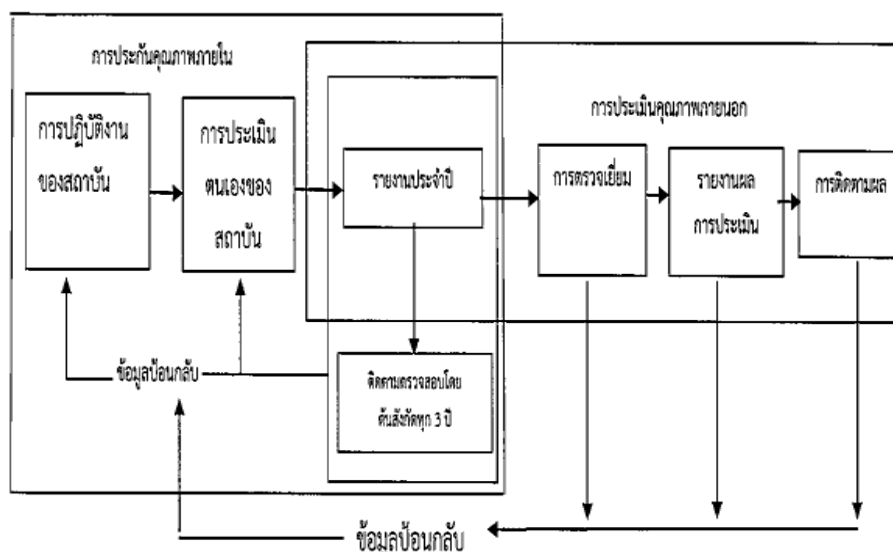 การประกันคุณภาพภายใน
การประเมินคุณภาพภายนอก
การปฏิบัติงาน
ของสถาบัน
การประเมิน
ตนเองของ
สถาบัน
รายงานประจำปี
การตรวจเยี่ยม
รายงานผล
การประเมิน
การติดตามผล
ข้อมูลป้อนกลับ
ติดตามตรวจสอบโดย
ต้นสังกัดทุก 3 ปี
ข้อมูลป้อนกลับ